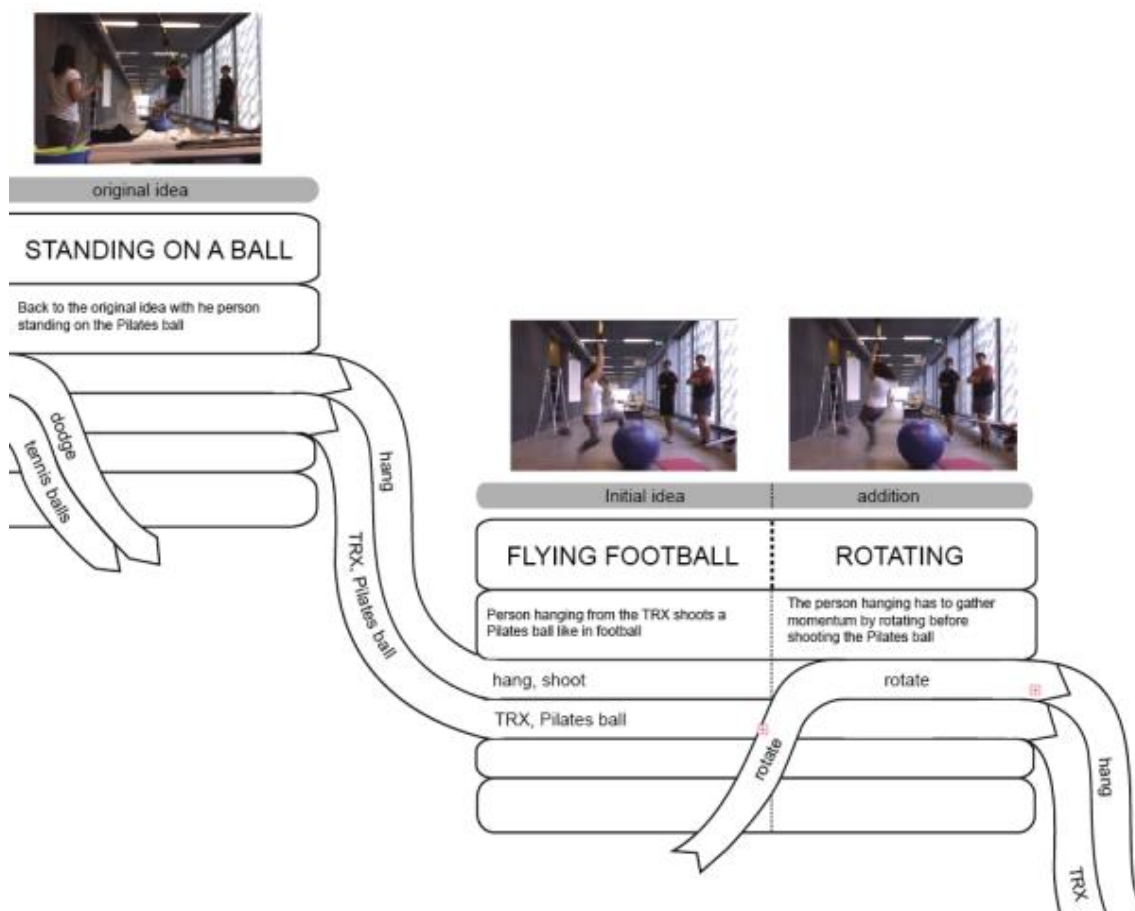 original idea
STANDING ON A BALL
Back to the original idea with he person
standing on the Pilates ball
dodge
tennis balls
hang
TRX, Pilates ball
Initial idea
addition
FLYING FOOTBALL
ROTATING
Person hanging from the TRX shoots a
Pilates ball like in football
The person hanging has to gather
momentum by rotating before
shooting the Pilates ball
hang, shoot
rotate
TRX, Pilates ball
rotate
hang
TRX